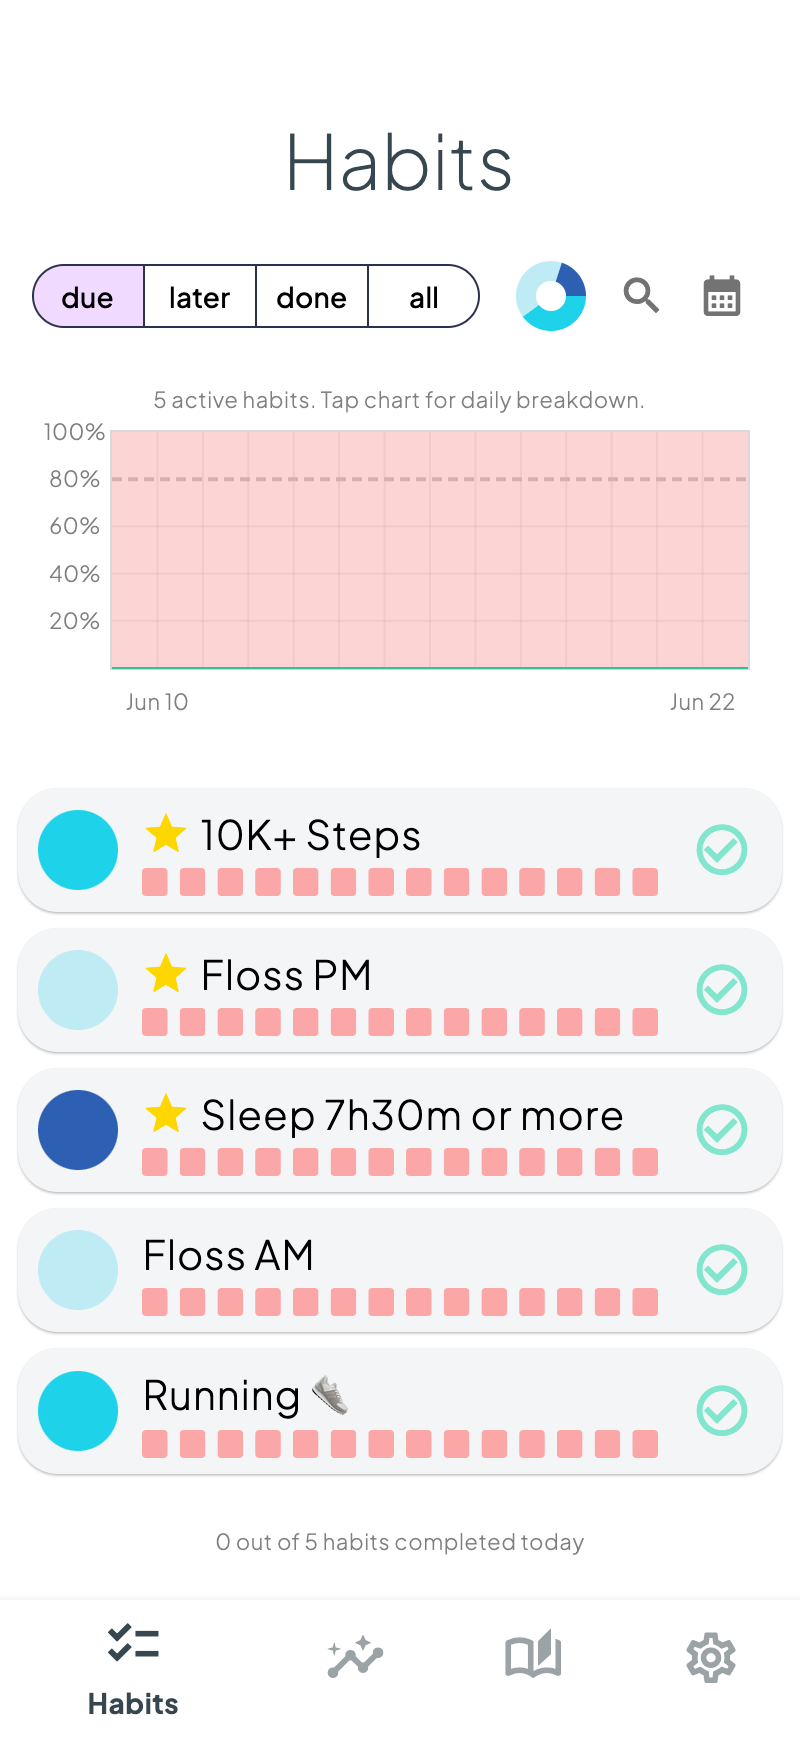 Habits
due later done all
5 active habits. Tap chart for daily breakdown.
100%
80%
60%
40%
20%
Jun 10 Jun 22
10K+ Steps
Floss PM
Sleep 7h30m or more
Floss AM
Running
0 out of 5 habits completed today
Habits